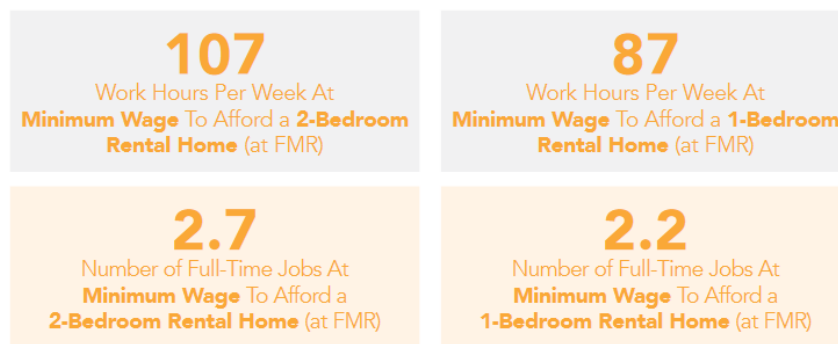 107
Work Hours Per Week At
Minimum Wage To Afford a 2-Bedroom
Rental Home (at FMR)
87
Work Hours Per Week At
Minimum Wage To Afford a 1-Bedroom
Rental Home (at FMR)
2.7
Number of Full-Time Jobs At
Minimum Wage To Afford a
2-Bedroom Rental Home (at FMR)
2.2
Number of Full-Time Jobs At
Minimum Wage To Afford a
1-Bedroom Rental Home (at FMR)